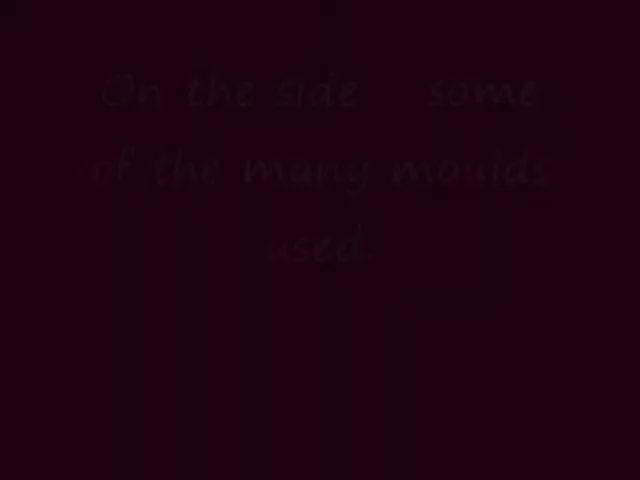 On the side – some
of the many moulds
used.